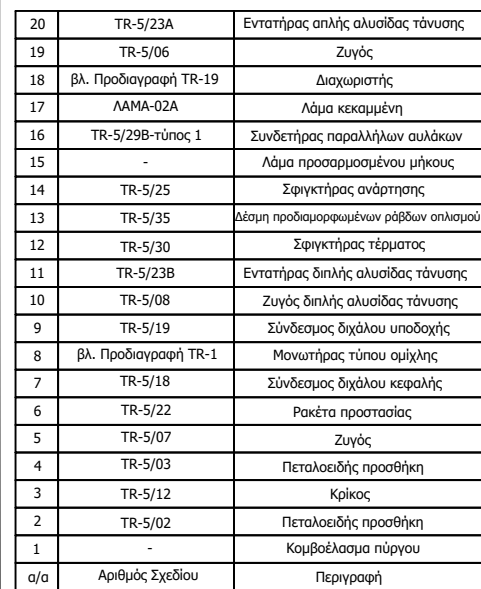 20 TR-5/23A Εντατήρας απλής αλυσίδας τάνυσης
19 TR-5/06 Ζυγός
18 βλ. Προδιαγραφή TR-19 Διαχωριστής
17 ΛΑΜΑ-02Α Λάμα κεκαμμένη
16 TR-5/29B-τύπος 1 Συνδετήρας παραλλήλων αυλάκων
15 - Λάμα προσαρμοσμένου μήκους
14 TR-5/25 Σφιγκτήρας ανάρτησης
13 TR-5/35 Δέσμη προδιαμορφωμένων ράβδων οπλισμού
12 TR-5/30 Σφιγκτήρας τέρματος
11 TR-5/23B Εντατήρας διπλής αλυσίδας τάνυσης
10 TR-5/08 Ζυγός διπλής αλυσίδας τάνυσης
9 TR-5/19 Σύνδεσμος διχάλου υποδοχής
8 βλ. Προδιαγραφή TR-1 Μονωτήρας τύπου ομίχλης
7 TR-5/18 Σύνδεσμος διχάλου κεφαλής
6 TR-5/22 Ρακέτα προστασίας
5 TR-5/07 Ζυγός
4 TR-5/03 Πεταλοειδής προσθήκη
3 TR-5/12 Κρίκος
2 TR-5/02 Πεταλοειδής προσθήκη
1 - Κομβοέλασμα πύργου
α/α Αριθμός Σχεδίου Περιγραφή